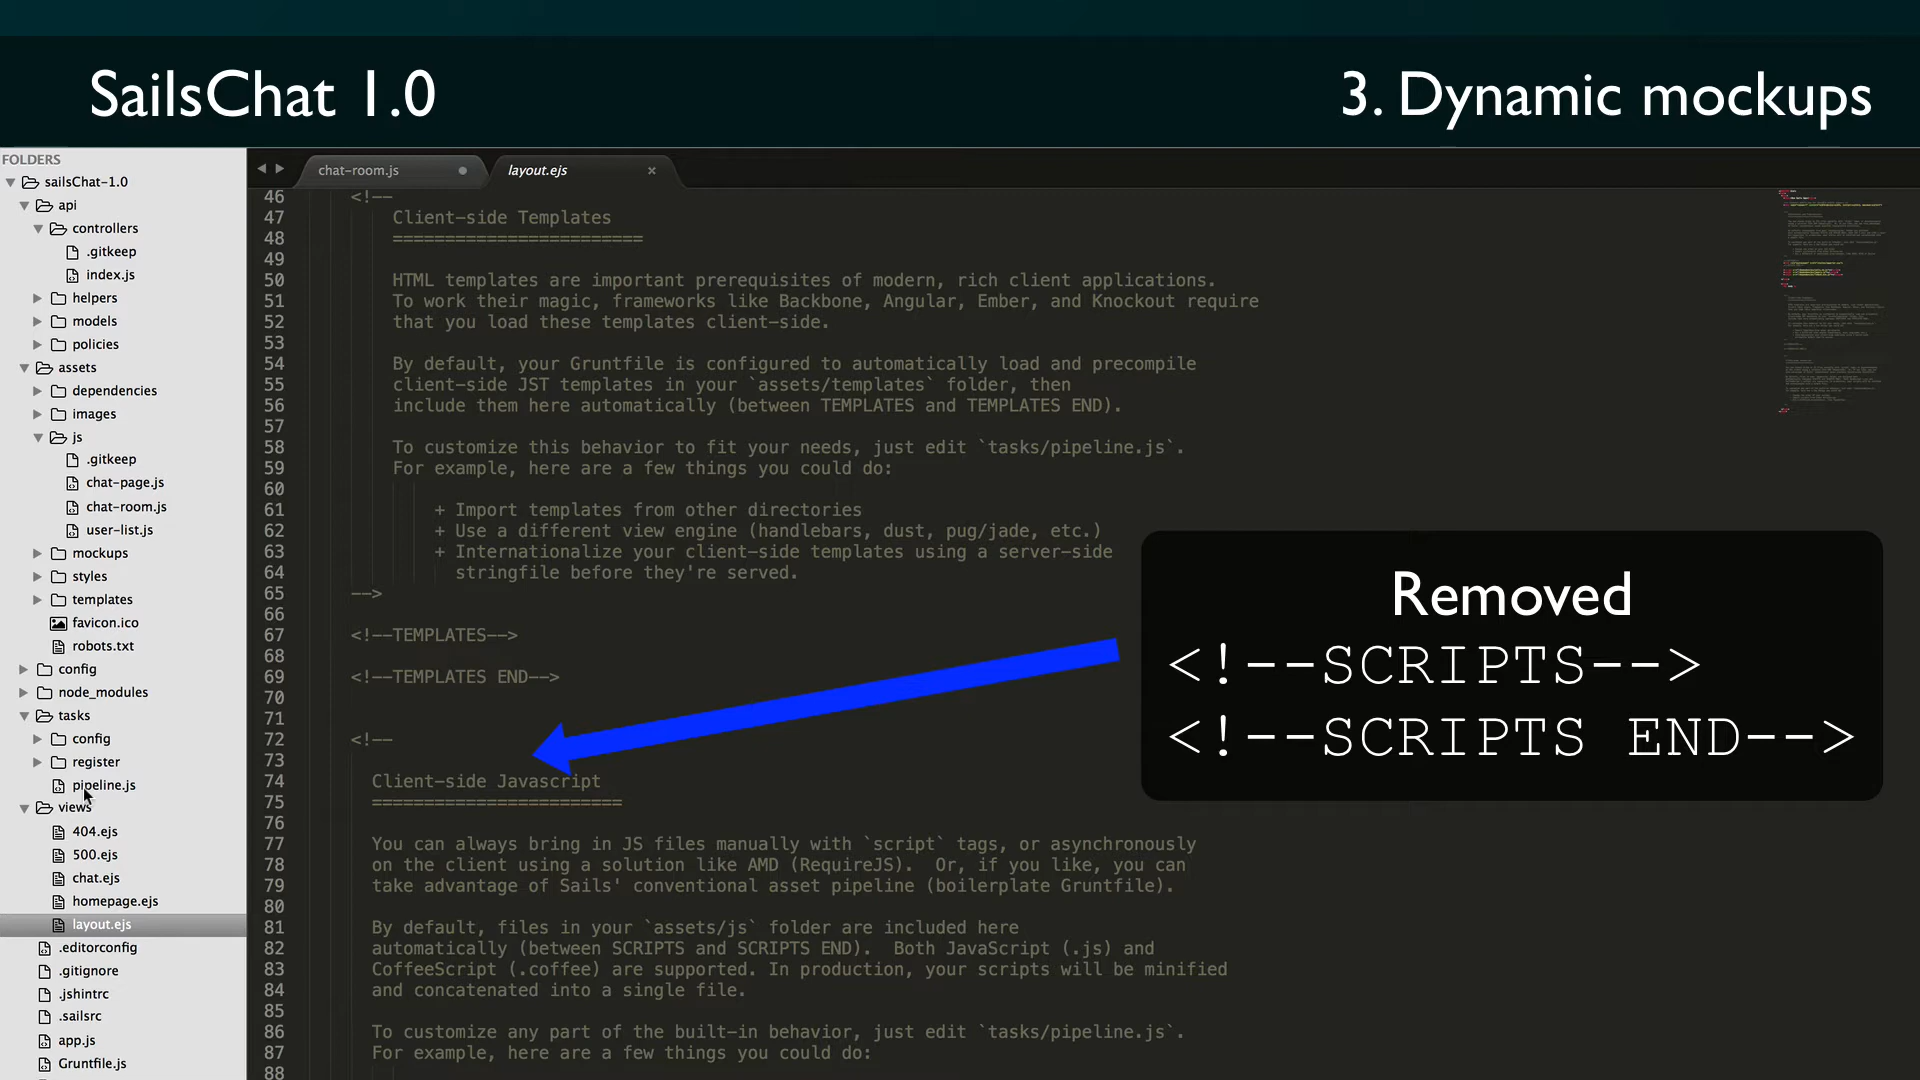 SailsChat 1.0
3. Dynamic mockups
FOLDERS
sailsChat-1.0
api
controllers
.gitkeep
index.js
helpers
models
policies
assets
dependencies
images
js
.gitkeep
chat-page.js
chat-room.js
user-list.js
mockups
styles
templates
favicon.ico
robots.txt
config
node_modules
tasks
config
register
pipeline.js
views
404.ejs
500.ejs
chat.ejs
homepage.ejs
layout.ejs
.editorconfig
.gitignore
.jshintrc
.sailsrc
app.js
Gruntfile.js
chat-room.js
layout.ejs
46 <!--
47 Client-side Templates
48 ========================
49
50 HTML templates are important prerequisites of modern, rich client applications.
51 To work their magic, frameworks like Backbone, Angular, Ember, and Knockout require
52 that you load these templates client-side.
53
54 By default, your Gruntfile is configured to automatically load and precompile
55 client-side JST templates in your `assets/templates` folder, then
56 include them here automatically (between TEMPLATES and TEMPLATES END).
57
58 To customize this behavior to fit your needs, just edit `tasks/pipeline.js`.
59 For example, here are a few things you could do:
60
61 + Import templates from other directories
62 + Use a different view engine (handlebars, dust, pug/jade, etc.)
63 + Internationalize your client-side templates using a server-side
64 stringfile before they're served.
65 -->
66
67 <!--TEMPLATES-->
68
69 <!--TEMPLATES END-->
70
71
72 <!--
73
74 Client-side Javascript
75 ========================
76
77 You can always bring in JS files manually with `script` tags, or asynchronously
78 on the client using a solution like AMD (RequireJS). Or, if you like, you can
79 take advantage of Sails' conventional asset pipeline (boilerplate Gruntfile).
80
81 By default, files in your `assets/js` folder are included here
82 automatically (between SCRIPTS and SCRIPTS END). Both JavaScript (.js) and
83 CoffeeScript (.coffee) are supported. In production, your scripts will be minified
84 and concatenated into a single file.
85
86 To customize any part of the built-in behavior, just edit `tasks/pipeline.js`.
87 For example, here are a few things you could do:
88
Removed
<!--SCRIPTS-->
<!--SCRIPTS END-->